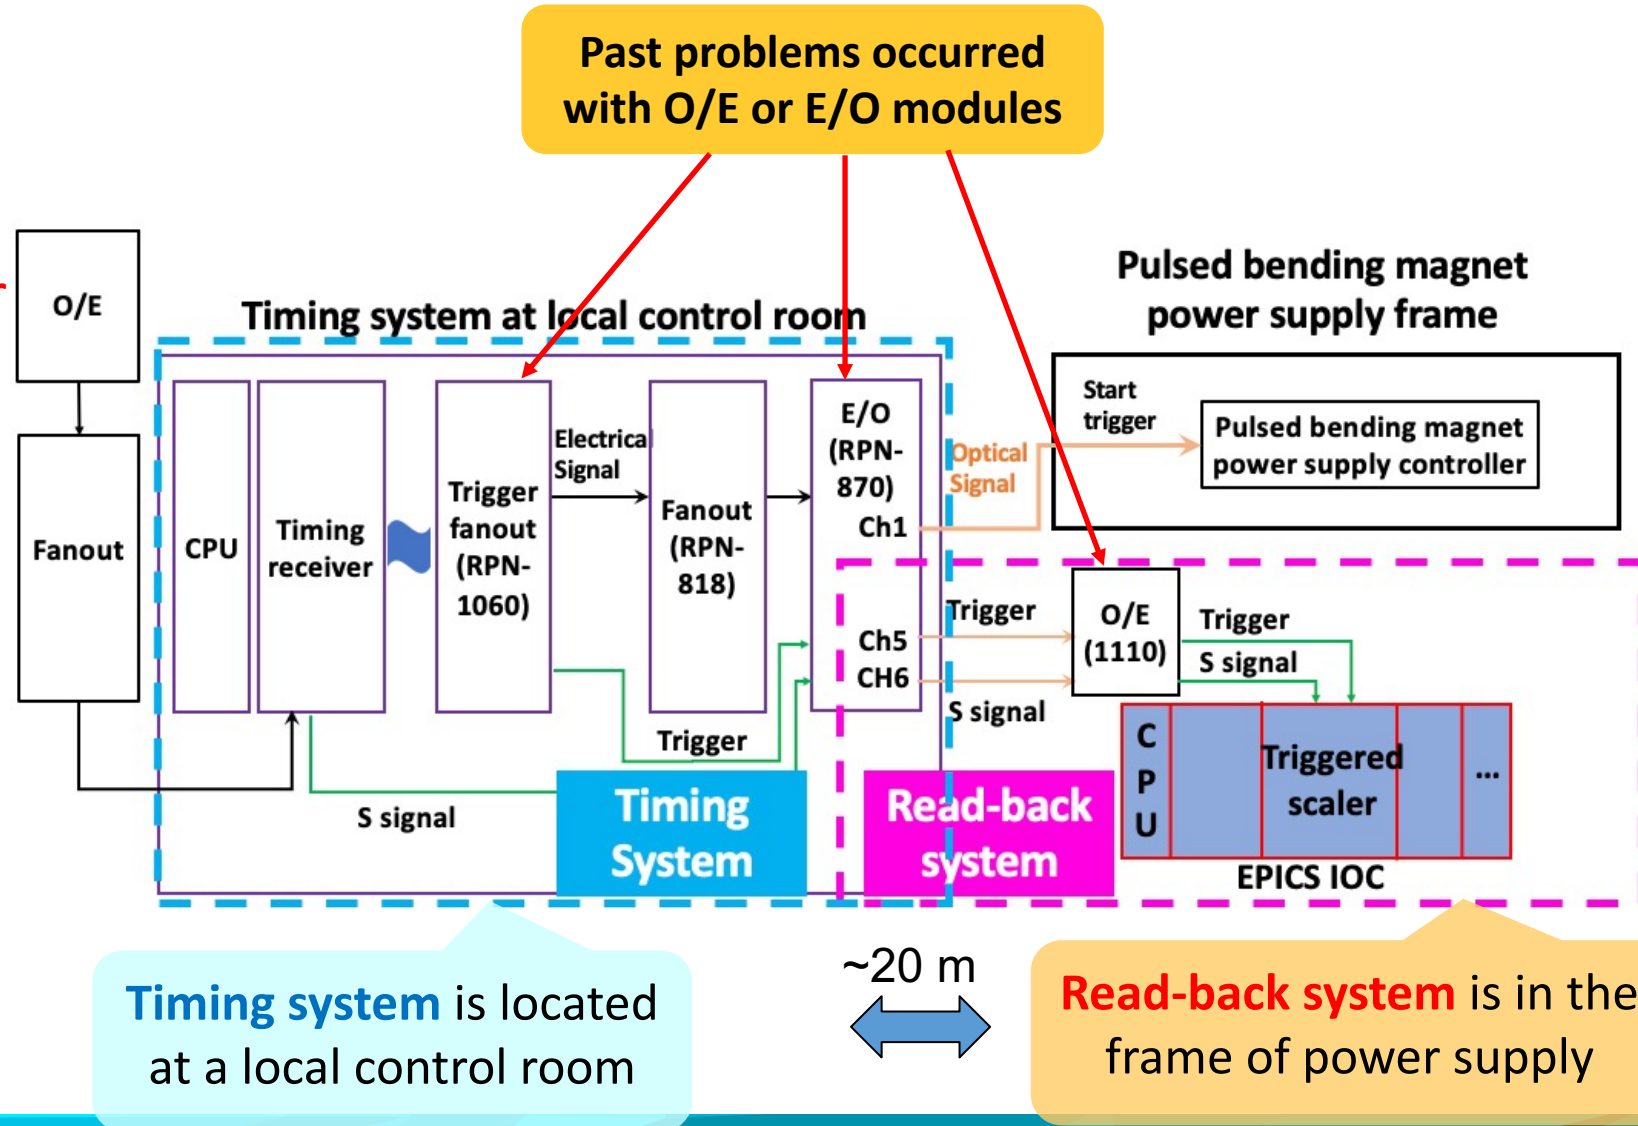 Past problems occurred
with O/E or E/O modules
O/E
Fanout
Timing system at local control room
CPU
Timing
receiver
Trigger
fanout
(RPN-
1060)
Electrical
Signal
Fanout
(RPN-
818)
E/O
(RPN-
870)
Ch1
Ch5
CH6
Trigger
S signal
Timing
System
Optical
Signal
Pulsed bending magnet
power supply frame
Start
trigger
Pulsed bending magnet
power supply controller
Trigger
S signal
O/E
(1110)
Trigger
S signal
C
P
U
Triggered
scaler
...
EPICS IOC
Read-back
system
Timing system is located
at a local control room
~20 m
Read-back system is in the
frame of power supply